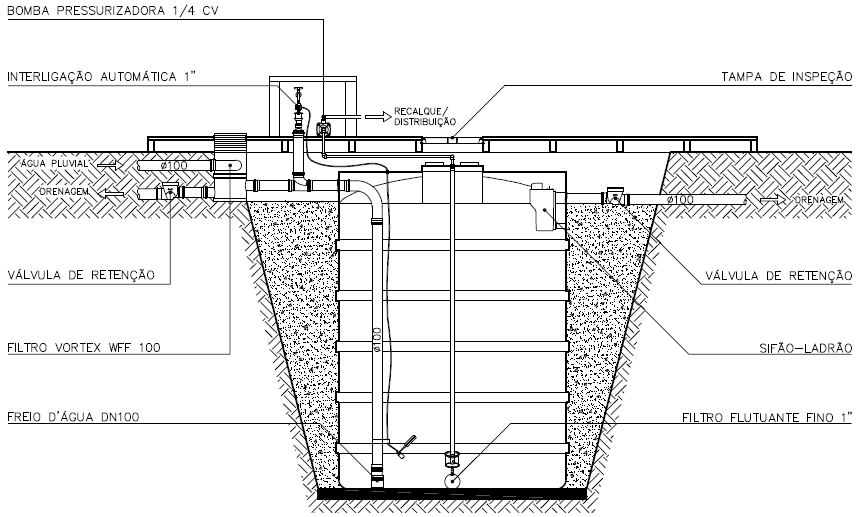 BOMBA PRESSURIZADORA 1/4 CV
INTERLIGAÇÃO AUTOMÁTICA 1"
TAMPA DE INSPEÇÃO
RECALQUE/
DISTRIBUIÇÃO
ÁGUA PLUVIAL
Ø100
DRENAGEM
Ø100
DRENAGEM
VÁLVULA DE RETENÇÃO
VÁLVULA DE RETENÇÃO
Ø100
FILTRO VORTEX WFF 100
SIFÃO-LADRÃO
FREIO D'ÁGUA DN100
FILTRO FLUTUANTE FINO 1"